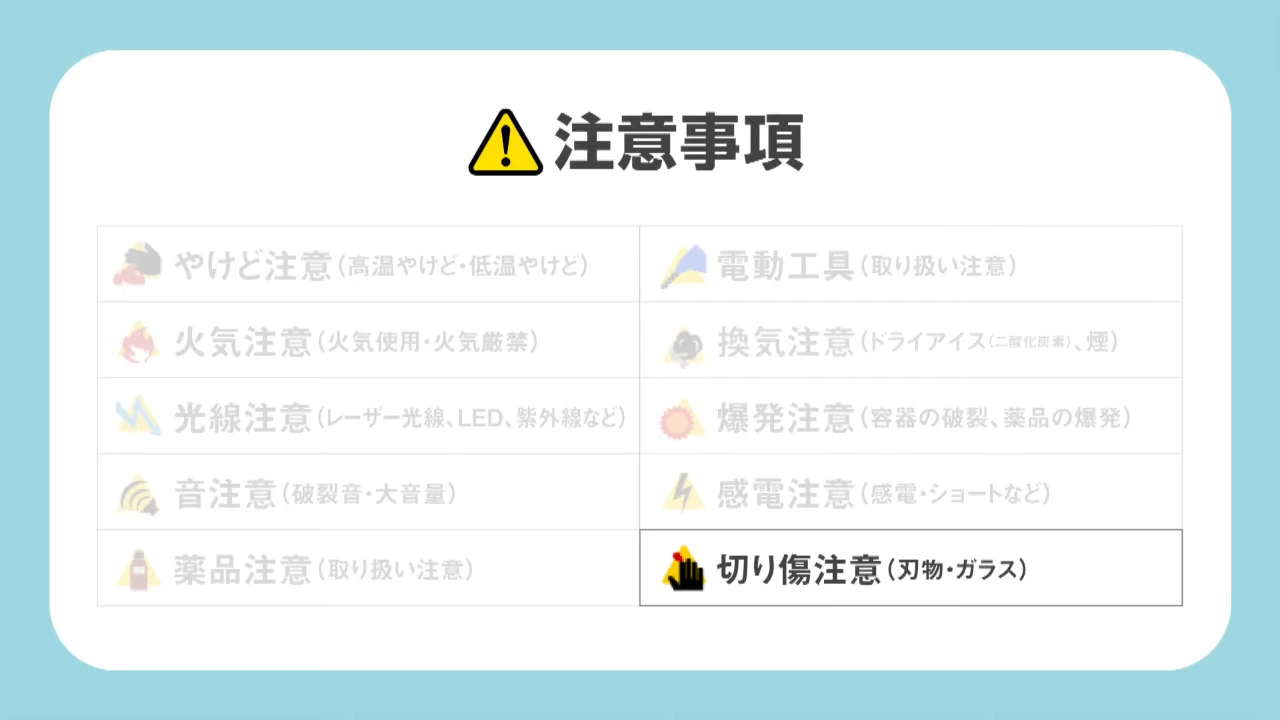 注意事項
やけど注意(高温やけど・低温やけど)
電動工具(取り扱い注意)
火気注意(火気使用・火気厳禁)
換気注意(ドライアイス(二酸化炭素)、煙)
光線注意(レーザー光線、LED、紫外線など)
爆発注意(容器の破裂、薬品の爆発)
音注意(破裂音・大音量)
感電注意(感電・ショートなど)
薬品注意(取り扱い注意)
切り傷注意(刃物・ガラス)